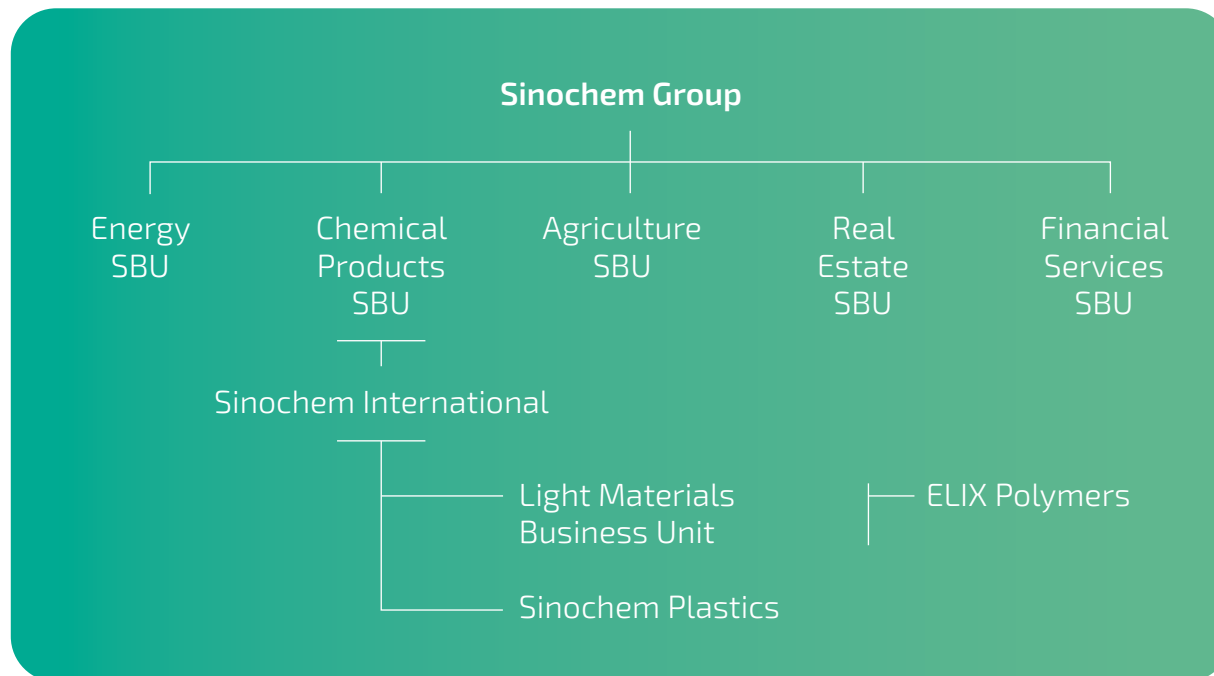 Sinochem Group
Energy
SBU
Chemical
Products
SBU
Agriculture
SBU
Real
Estate
SBU
Financial
Services
SBU
Sinochem International
Light Materials
Business Unit
ELIX Polymers
Sinochem Plastics